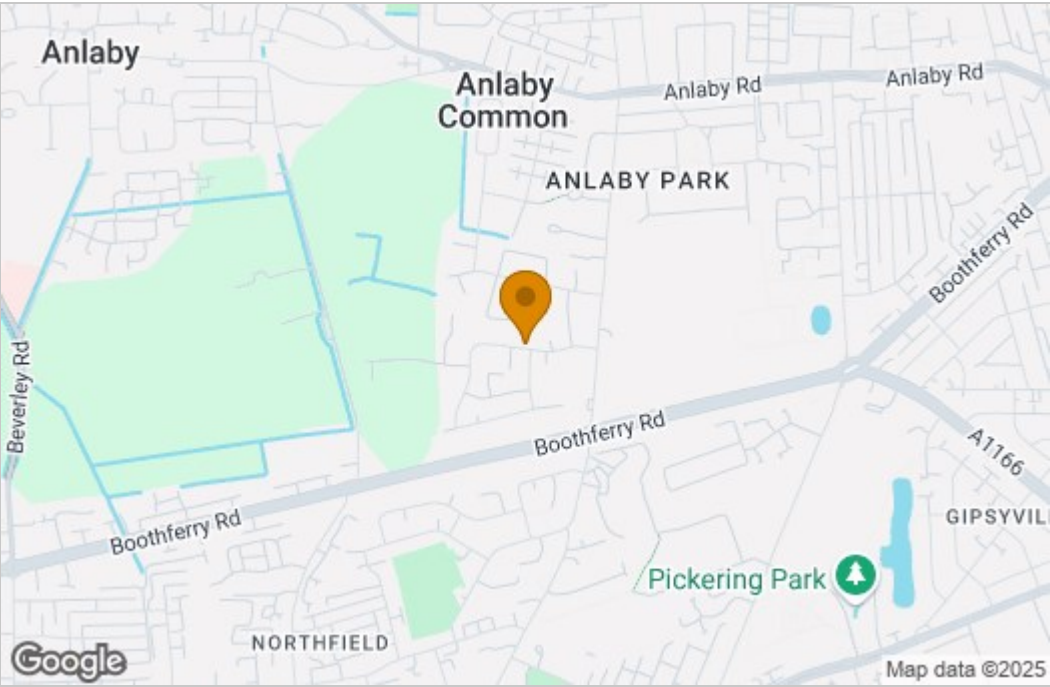 Anlaby
Anlaby
Common
Anlaby Rd
Anlaby Rd
ANLABY PARK
Boothferry Rd
Beverley Rd
Boothferry Rd
A1166
Boothferry Rd
GIPSYVIL
Pickering Park
NORTHFIELD
Google
Map data ©2025